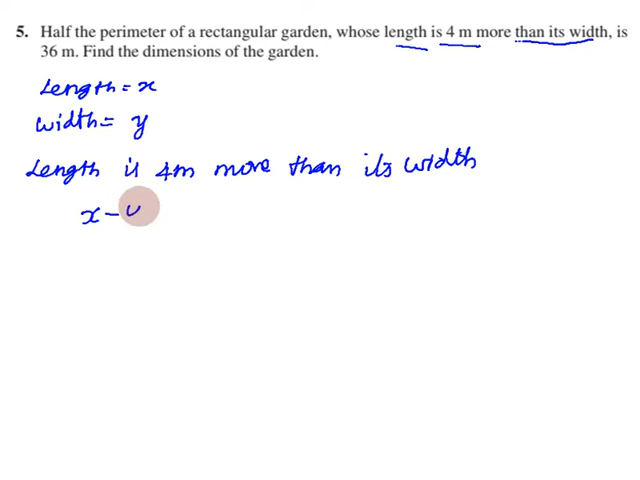 5. Half the perimeter of a rectangular garden, whose length is 4 m more than its width, is
36 m. Find the dimensions of the garden.
Length = x
width = y
Length is 4m more than its width
x -